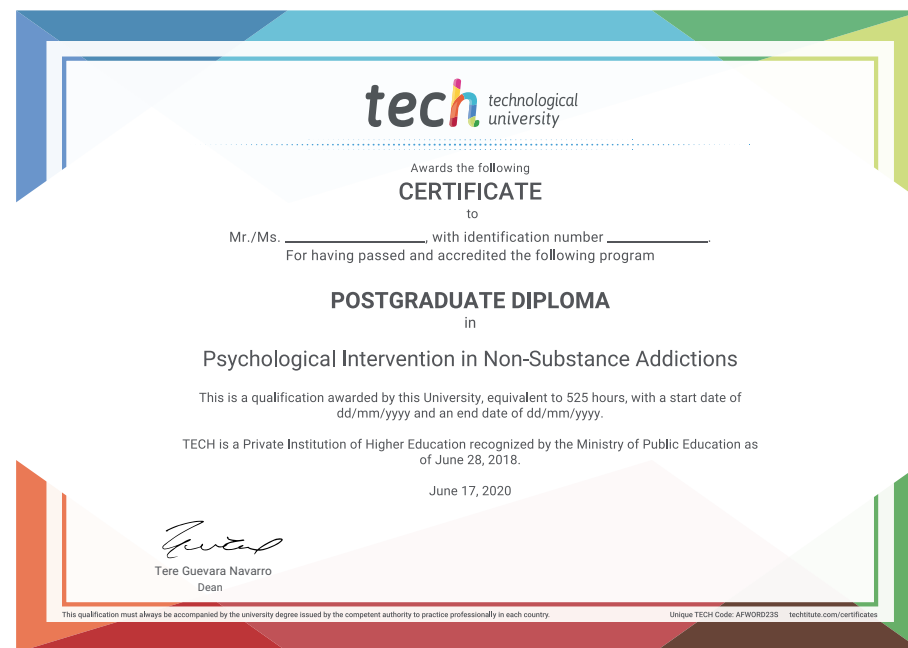 tech technological
university
Awards the following
CERTIFICATE
to
Mr./Ms. ____________, with identification number _________.
For having passed and accredited the following program
POSTGRADUATE DIPLOMA
in
Psychological Intervention in Non-Substance Addictions
This is a qualification awarded by this University, equivalent to 525 hours, with a start date of
dd/mm/yyyy and an end date of dd/mm/yyyy.
TECH is a Private Institution of Higher Education recognized by the Ministry of Public Education as
of June 28, 2018.
June 17, 2020
Tere Guevara Navarro
Dean
This qualification must always be accompanied by the university degree issued by the competent authority to practice professionally in each country.
Unique TECH Code: AFWORD23S techtitute.com/certificates